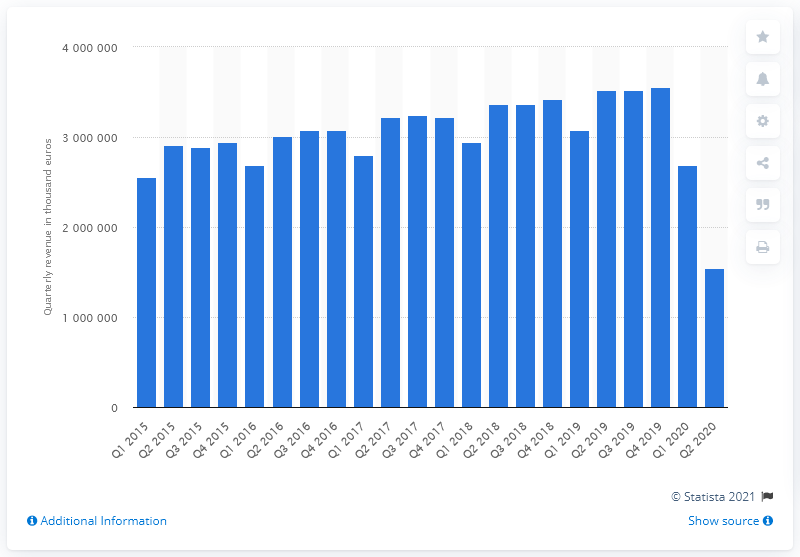 4 000 000
3 000 000
2 000 000
1 000 000
0
Quarterly revenue in thousand euros
Q1 2015
Q2 2015
Q3 2015
Q4 2015
Q1 2016
Q2 2016
Q3 2016
Q4 2016
Q1 2017
Q2 2017
Q3 2017
Q4 2017
Q1 2018
Q2 2018
Q3 2018
Q4 2018
Q1 2019
Q2 2019
Q3 2019
Q4 2019
Q1 2020
Q2 2020
© Statista 2021
Additional Information
Show source